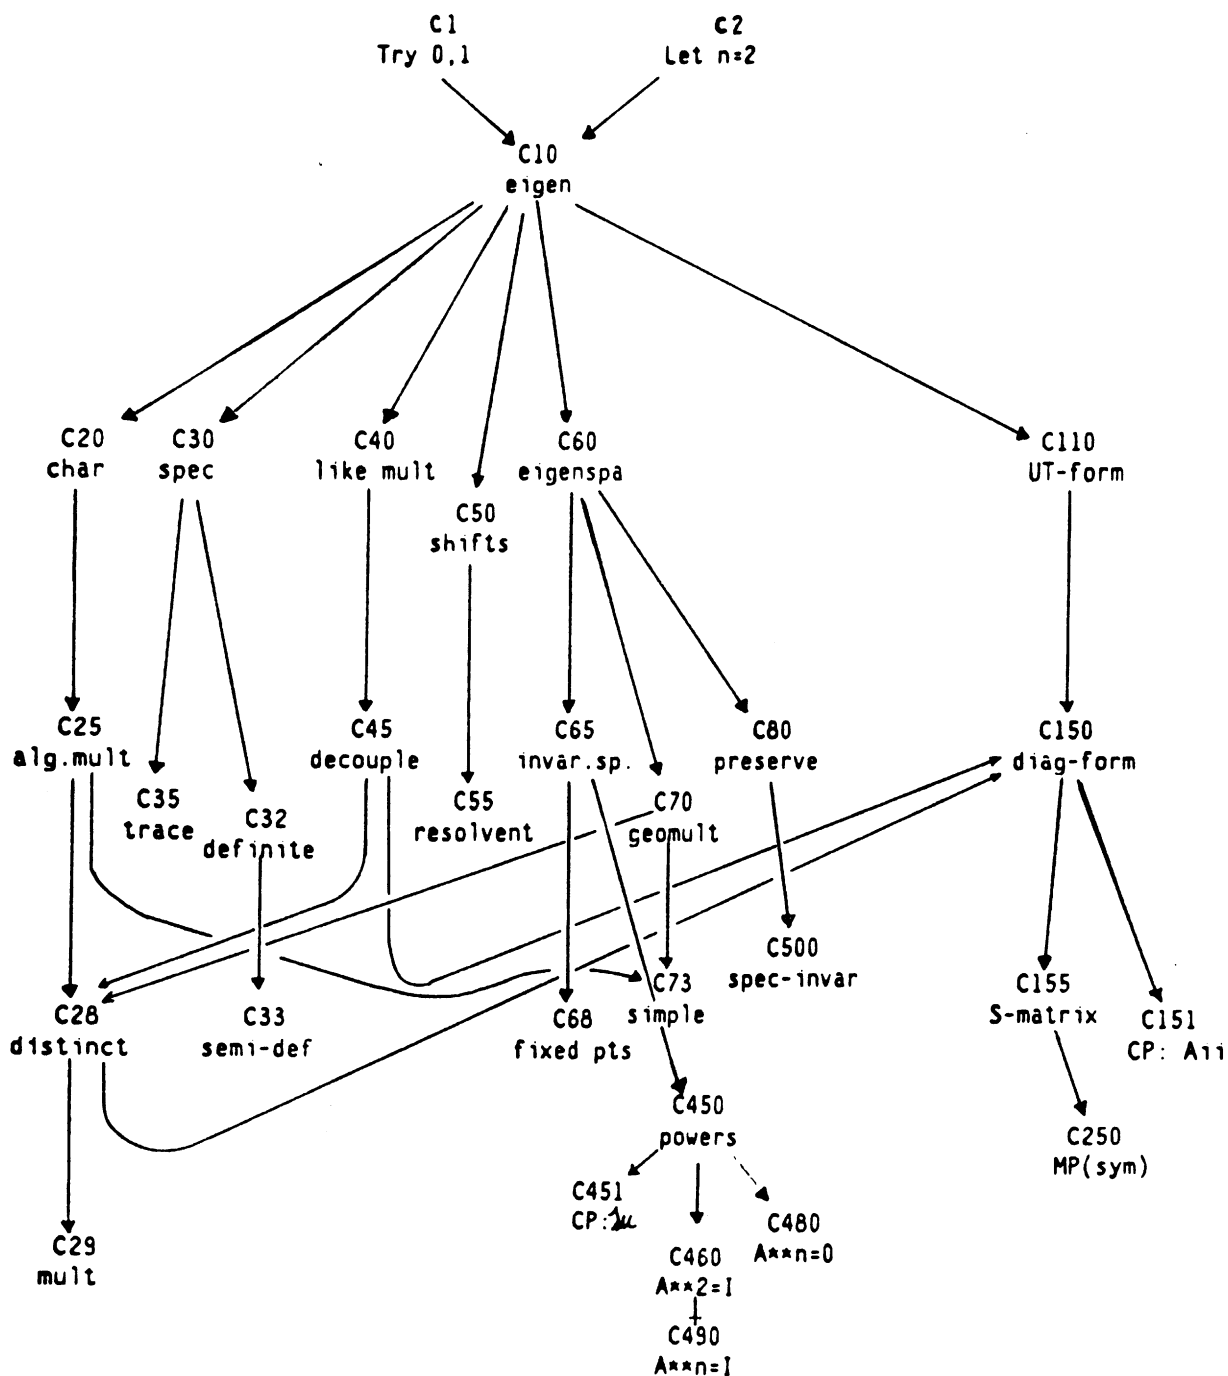 C1
Try 0,1
C2
Let n=2
C10
eigen
C20
char
C30
spec
C40
like mult
C50
shifts
C60
eigenspa
C110
UT-form
C25
alg.mult
C35
trace
C32
definite
C45
decouple
C55
resolvent
C65
invar.sp.
C70
geomult
C80
preserve
C150
diag-form
C28
distinct
C33
semi-def
C68
fixed pts
C73
simple
C500
spec-invar
C155
S-matrix
C151
CP: Aii
C450
powers
C250
MP(sym)
C29
mult
C451
CP:
C460
A**2=I
C480
A**n=0
C490
A**n=I